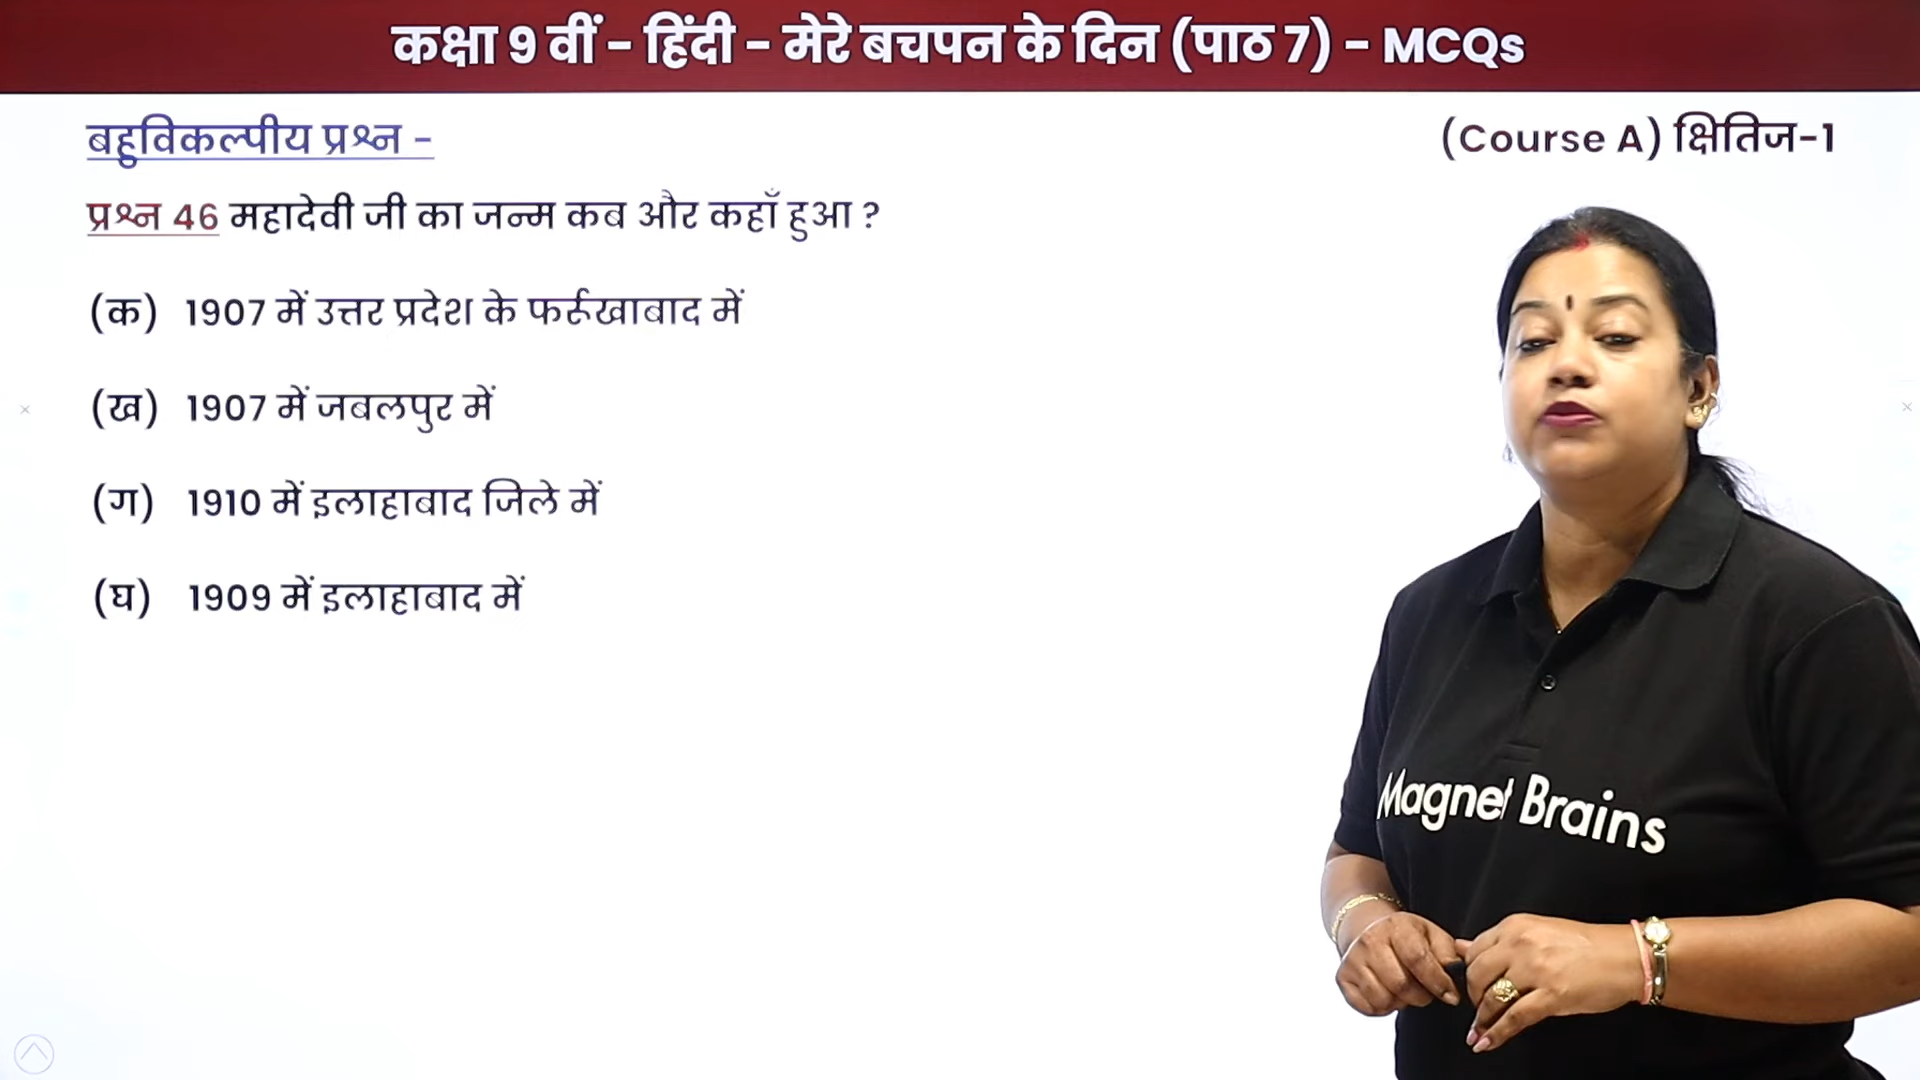 कक्षा 9 वीं – हिंदी – मेरे बचपन के दिन (पाठ 7) – MCQs
बहुविकल्पीय प्रश्न –
(Course A) क्षितिज-1
प्रश्न 46 महादेवी जी का जन्म कब और कहाँ हुआ ?
(क) 1907 में उत्तर प्रदेश के फर्रूखाबाद में
(ख) 1907 में जबलपुर में
(ग) 1910 में इलाहाबाद जिले में
(घ) 1909 में इलाहाबाद में
Magnet Brains